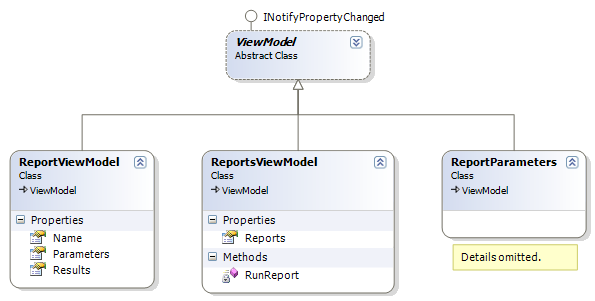 INotifyPropertyChanged
ViewModel
Abstract Class
ReportViewModel
Class
ViewModel
Properties
Name
Parameters
Results
ReportsViewModel
Class
ViewModel
Properties
Reports
Methods
RunReport
ReportParameters
Class
ViewModel
Details omitted.